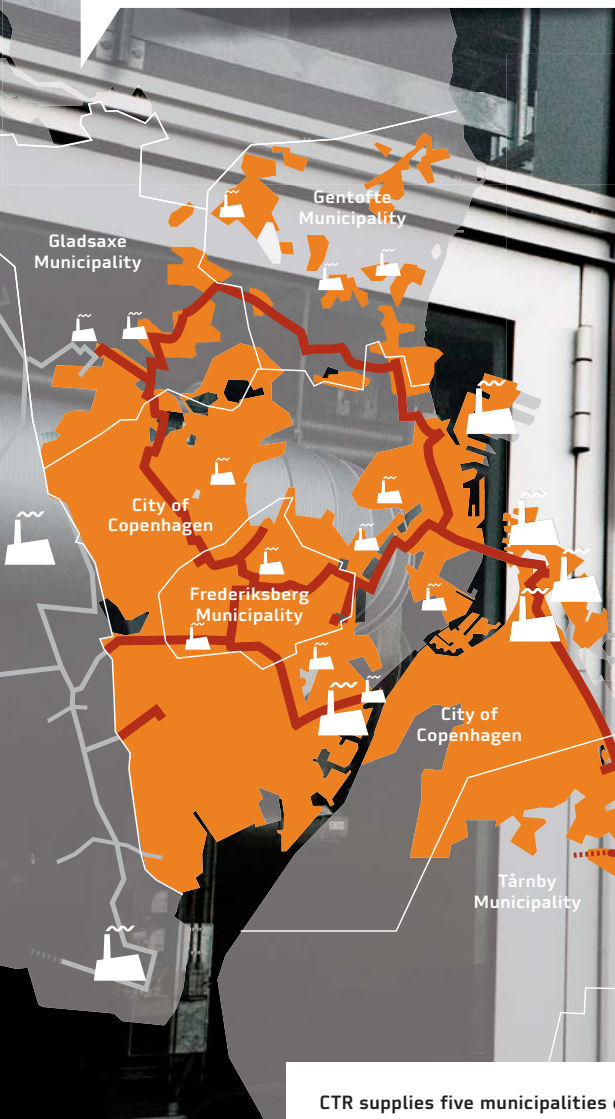 Gentofte
Municipality
Gladsaxe
Municipality
City of
Copenhagen
Frederiksberg
Municipality
City of
Copenhagen
Tårnby
Municipality
CTR supplies five municipalities